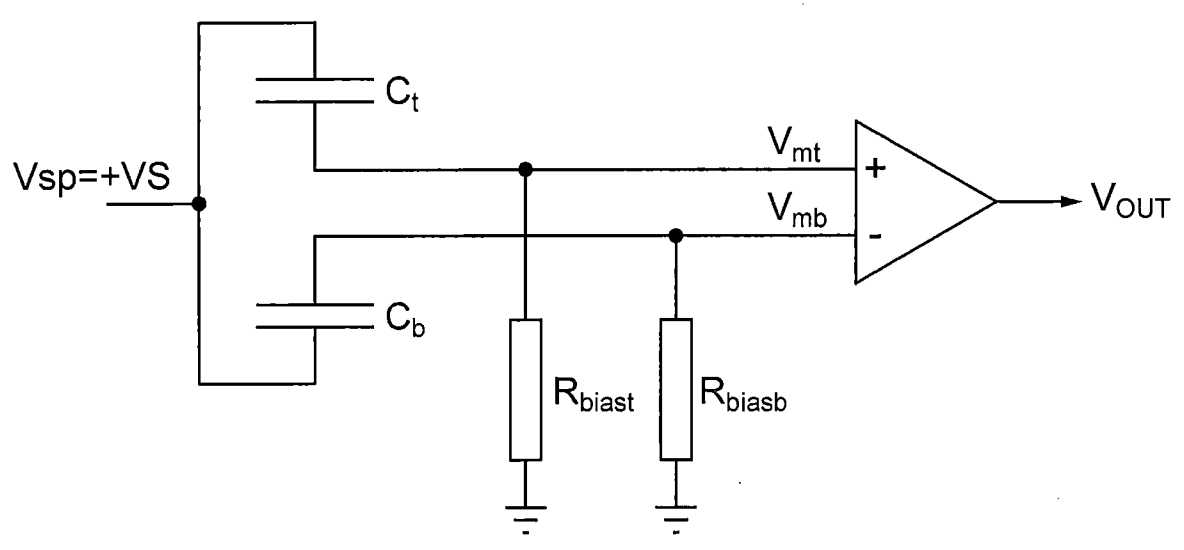 C_t
Vsp=+VS
V_mt
+
V_mb
-
V_OUT
C_b
R_biast
R_biasb